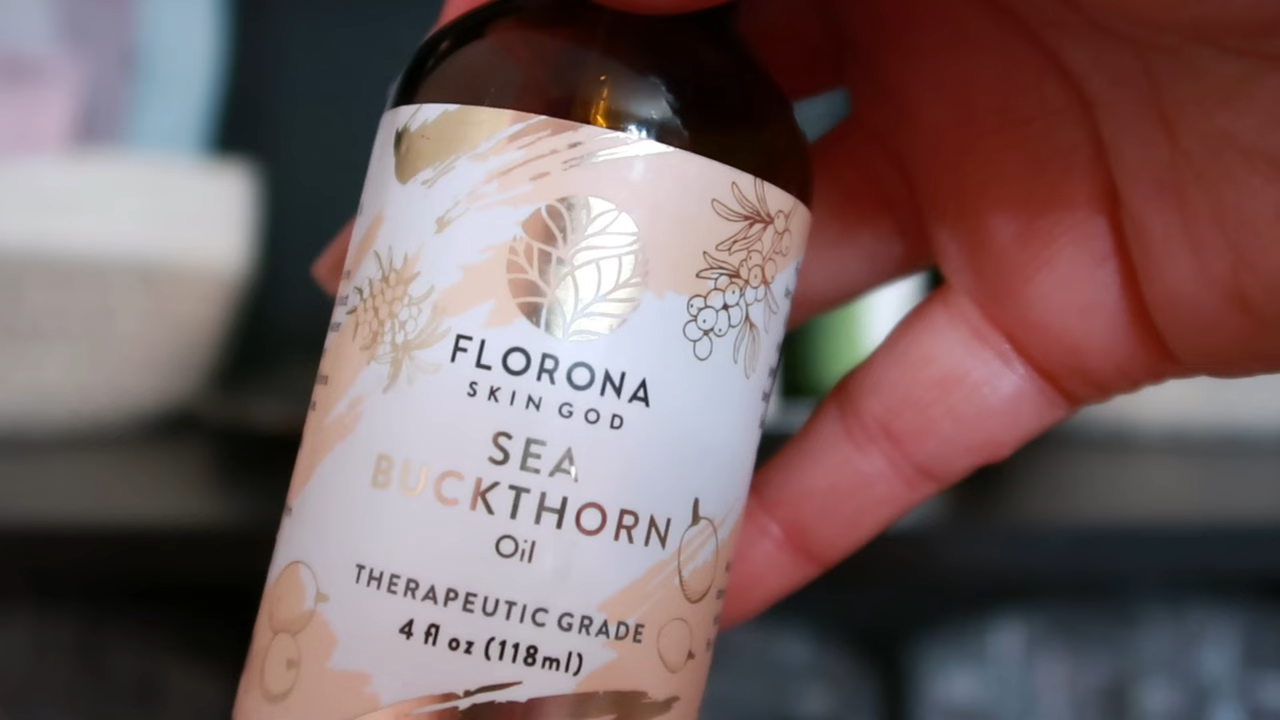 FLORONA
SKIN GOD
SEA
BUCKTHORN
Oil
THERAPEUTIC GRADE
4 fl oz (118ml)